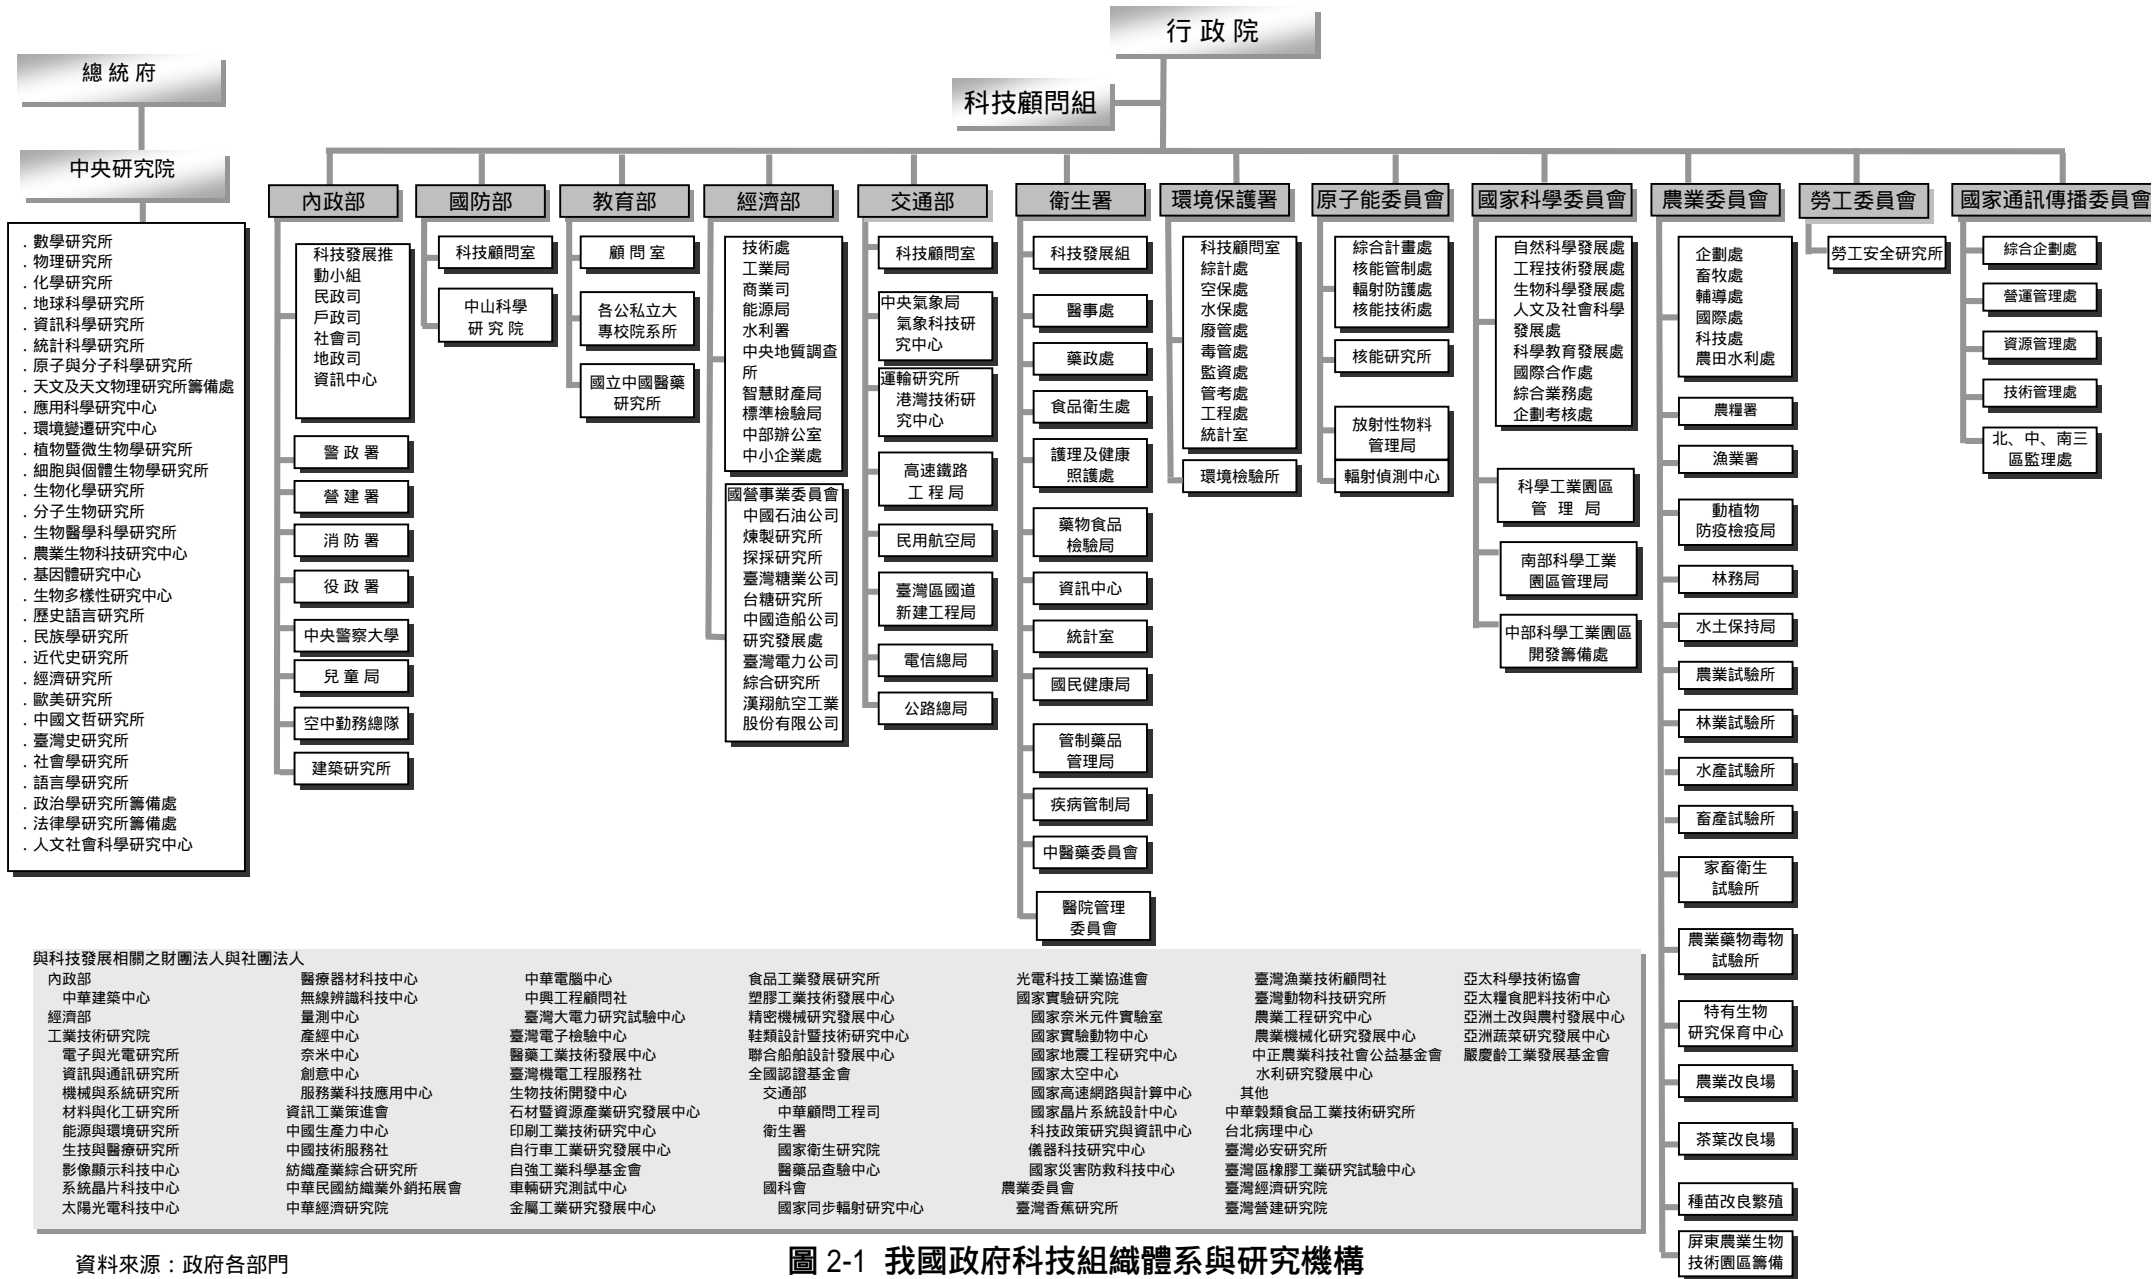 行 政 院
總 統 府
科技顧問組
中央研究院
．數學研究所
．物理研究所
．化學研究所
．地球科學研究所
．資訊科學研究所
．統計科學研究所
．原子與分子科學研究所
．天文及天文物理研究所籌備處
．應用科學研究中心
．環境變遷研究中心
．植物暨微生物學研究所
．細胞與個體生物學研究所
．生物化學研究所
．分子生物研究所
．生物醫學科學研究所
．農業生物科技研究中心
．基因體研究中心
．生物多樣性研究中心
．歷史語言研究所
．民族學研究所
．近代史研究所
．經濟研究所
．歐美研究所
．中國文哲研究所
．臺灣史研究所
．社會學研究所
．語言學研究所
．政治學研究所籌備處
．法律學研究所籌備處
．人文社會科學研究中心
內政部
科技發展推
動小組
民政司
戶政司
社會司
地政司
資訊中心
警 政 署
營 建 署
消 防 署
役 政 署
中央警察大學
兒 童 局
空中勤務總隊
建築研究所
國防部
科技顧問室
中山科學
研 究 院
教育部
顧 問 室
各公私立大
專校院系所
國立中國醫藥
研究所
經濟部
技術處
工業局
商業司
能源局
水利署
中央地質調查
所
智慧財產局
標準檢驗局
中部辦公室
中小企業處
國營事業委員會
中國石油公司
煉製研究所
探採研究所
臺灣糖業公司
台糖研究所
中國造船公司
研究發展處
臺灣電力公司
綜合研究所
漢翔航空工業
股份有限公司
交通部
科技顧問室
中央氣象局
氣象科技研
究中心
運輸研究所
港灣技術研
究中心
高速鐵路
工 程 局
民用航空局
臺灣區國道
新建工程局
電信總局
公路總局
衛生署
科技發展組
醫事處
藥政處
食品衛生處
護理及健康
照護處
藥物食品
檢驗局
資訊中心
統計室
國民健康局
管制藥品
管理局
疾病管制局
中醫藥委員會
醫院管理
委員會
環境保護署
科技顧問室
綜計處
空保處
水保處
廢管處
毒管處
監資處
管考處
工程處
統計室
環境檢驗所
原子能委員會
綜合計畫處
核能管制處
輻射防護處
核能技術處
核能研究所
放射性物料
管理局
輻射偵測中心
國家科學委員會
自然科學發展處
工程技術發展處
生物科學發展處
人文及社會科學
發展處
科學教育發展處
國際合作處
綜合業務處
企劃考核處
科學工業園區
管 理 局
南部科學工業
園區管理局
中部科學工業園區
開發籌備處
農業委員會
企劃處
畜牧處
輔導處
國際處
科技處
農田水利處
農糧署
漁業署
動植物
防疫檢疫局
林務局
水土保持局
農業試驗所
林業試驗所
水產試驗所
畜產試驗所
家畜衛生
試驗所
農業藥物毒物
試驗所
特有生物
研究保育中心
農業改良場
茶葉改良場
種苗改良繁殖
屏東農業生物
技術園區籌備
勞工委員會
勞工安全研究所
國家通訊傳播委員會
綜合企劃處
營運管理處
資源管理處
技術管理處
北、中、南三
區監理處
與科技發展相關之財團法人與社團法人
內政部
中華建築中心
經濟部
工業技術研究院
電子與光電研究所
資訊與通訊研究所
機械與系統研究所
材料與化工研究所
能源與環境研究所
生技與醫療研究所
影像顯示科技中心
系統晶片科技中心
太陽光電科技中心
醫療器材科技中心
無線辨識科技中心
量測中心
產經中心
奈米中心
創意中心
服務業科技應用中心
資訊工業策進會
中國生產力中心
中國技術服務社
紡織產業綜合研究所
中華民國紡織業外銷拓展會
中華經濟研究院
中華電腦中心
中興工程顧問社
臺灣大電力研究試驗中心
臺灣電子檢驗中心
醫藥工業技術發展中心
臺灣機電工程服務社
生物技術開發中心
石材暨資源產業研究發展中心
印刷工業技術研究中心
自行車工業研究發展中心
自強工業科學基金會
車輛研究測試中心
金屬工業研究發展中心
食品工業發展研究所
塑膠工業技術發展中心
精密機械研究發展中心
鞋類設計暨技術研究中心
聯合船舶設計發展中心
全國認證基金會
交通部
中華顧問工程司
衛生署
國家衛生研究院
醫藥品查驗中心
國科會
國家同步輻射研究中心
光電科技工業協進會
國家實驗研究院
國家奈米元件實驗室
國家實驗動物中心
國家地震工程研究中心
國家太空中心
國家高速網路與計算中心
國家晶片系統設計中心
科技政策研究與資訊中心
儀器科技研究中心
國家災害防救科技中心
農業委員會
臺灣香蕉研究所
臺灣漁業技術顧問社
臺灣動物科技研究所
農業工程研究中心
農業機械化研究發展中心
中正農業科技社會公益基金會
水利研究發展中心
其他
中華穀類食品工業技術研究所
台北病理中心
臺灣必安研究所
臺灣區橡膠工業研究試驗中心
臺灣經濟研究院
臺灣營建研究院
亞太科學技術協會
亞太糧食肥料技術中心
亞洲土改與農村發展中心
亞洲蔬菜研究發展中心
嚴慶齡工業發展基金會
資料來源：政府各部門
圖 2-1 我國政府科技組織體系與研究機構